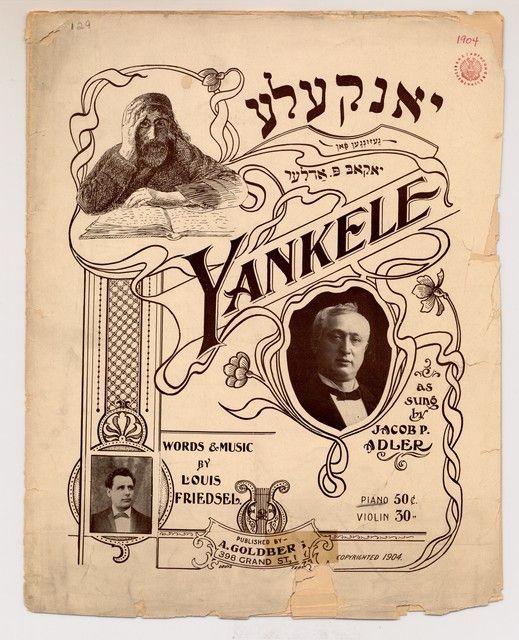 129
1904
יאנקעלע
געזונגען פאן
יאקאב פ. אדלער
YANKELE
as
sung
by
JACOB P.
ADLER
WORDS & MUSIC
BY
LOUIS
FRIEDSEL.
PIANO 50¢.
VIOLIN 30"
PUBLISHED BY
A. GOLDBER
398 GRAND ST,
COPYRIGHTED 1904.